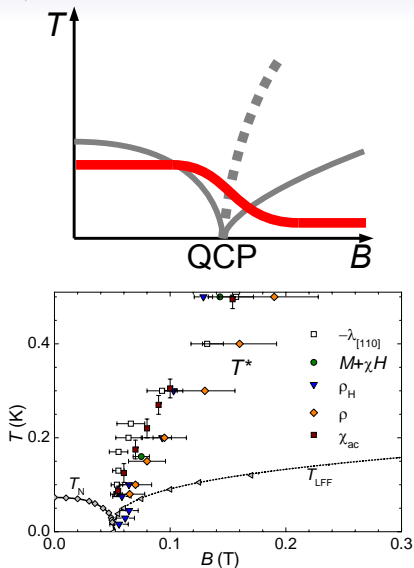 T
QCP
B
0.4
0.2
0.0
T (K)
T*
−λ[110]
M+χH
ρH
ρ
χac
TN
TLFF
0.0
0.1
0.2
0.3
B (T)